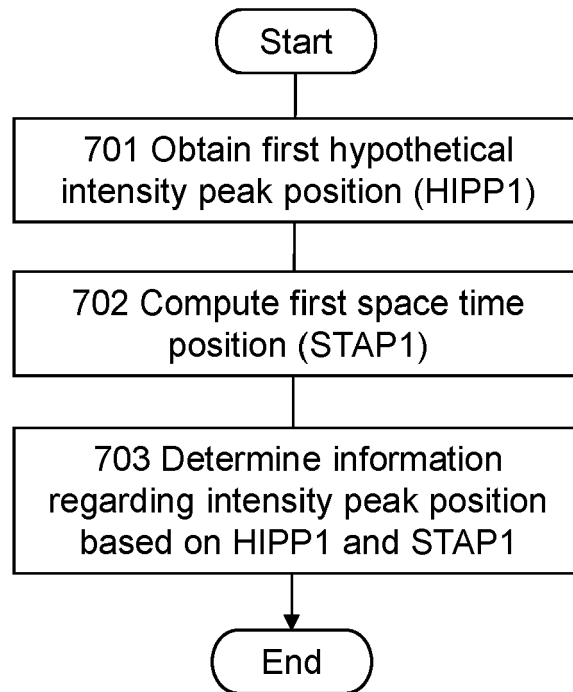 Start
701 Obtain first hypothetical
intensity peak position (HIPP1)
702 Compute first space time
position (STAP1)
703 Determine information
regarding intensity peak position
based on HIPP1 and STAP1
End